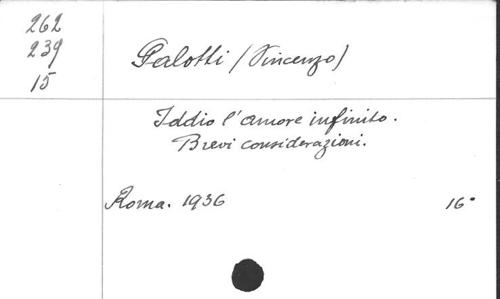 262
239
15
Palotti (Vincenzo)
Iddio l'amore infinito.
Brevi considerazioni.
Roma. 1936 16°